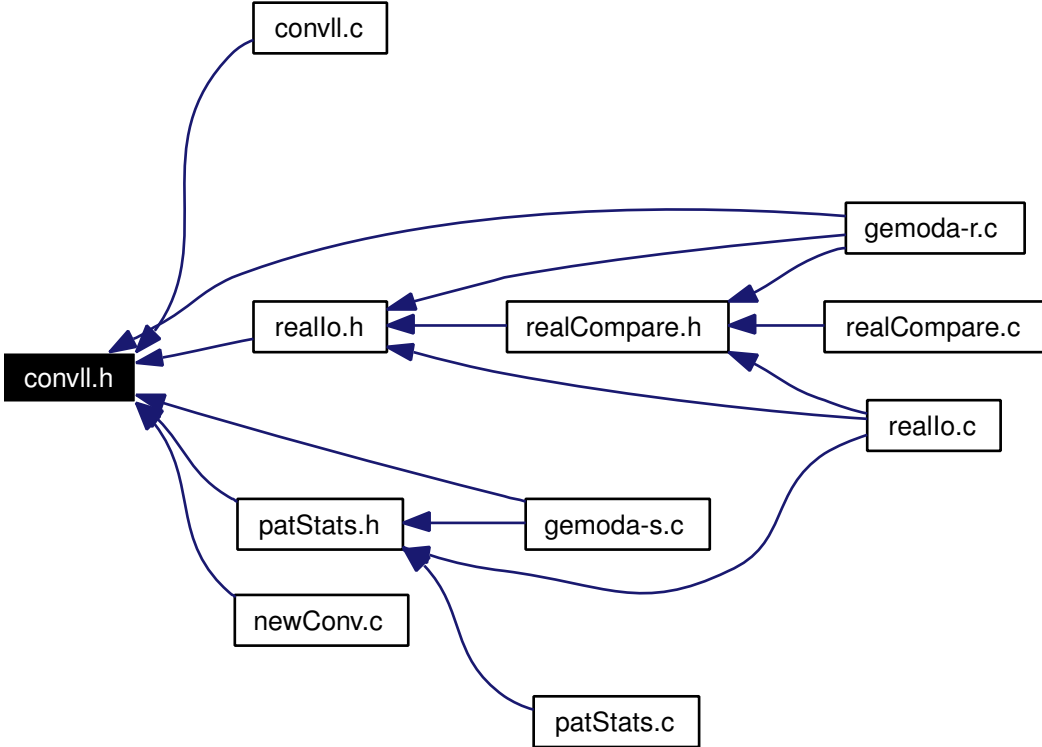 convll.c
gemoda-r.c
realIo.h
realCompare.h
realCompare.c
convll.h
realIo.c
patStats.h
gemoda-s.c
newConv.c
patStats.c